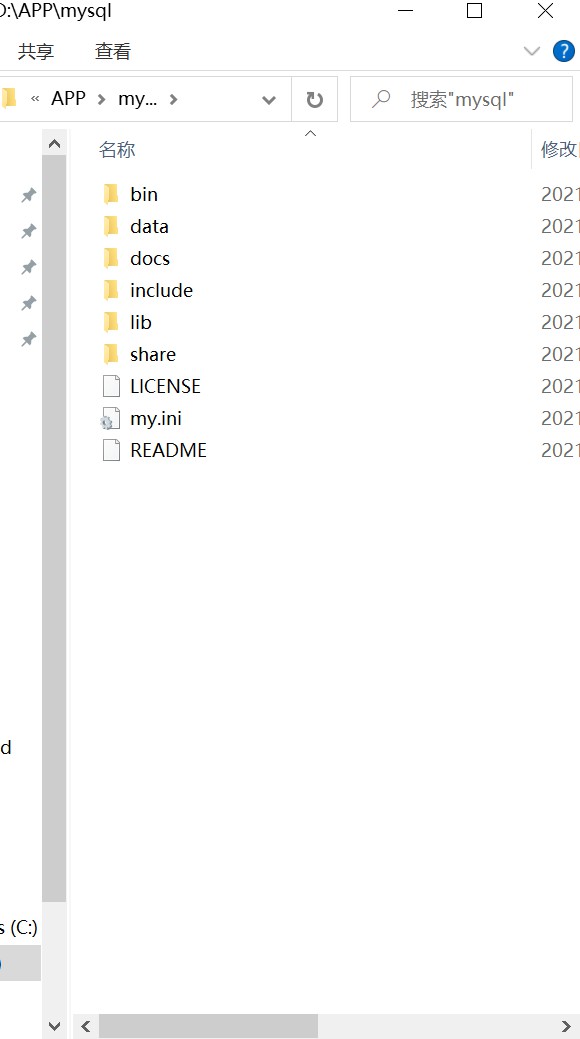 D:\APP\mysql
共享 查看
« APP my... 搜索"mysql"
名称 修改日
bin 2021
data 2021
docs 2021
include 2021
lib 2021
share 2021
LICENSE 2021
my.ini 2021
README 2021
d
s (C:)